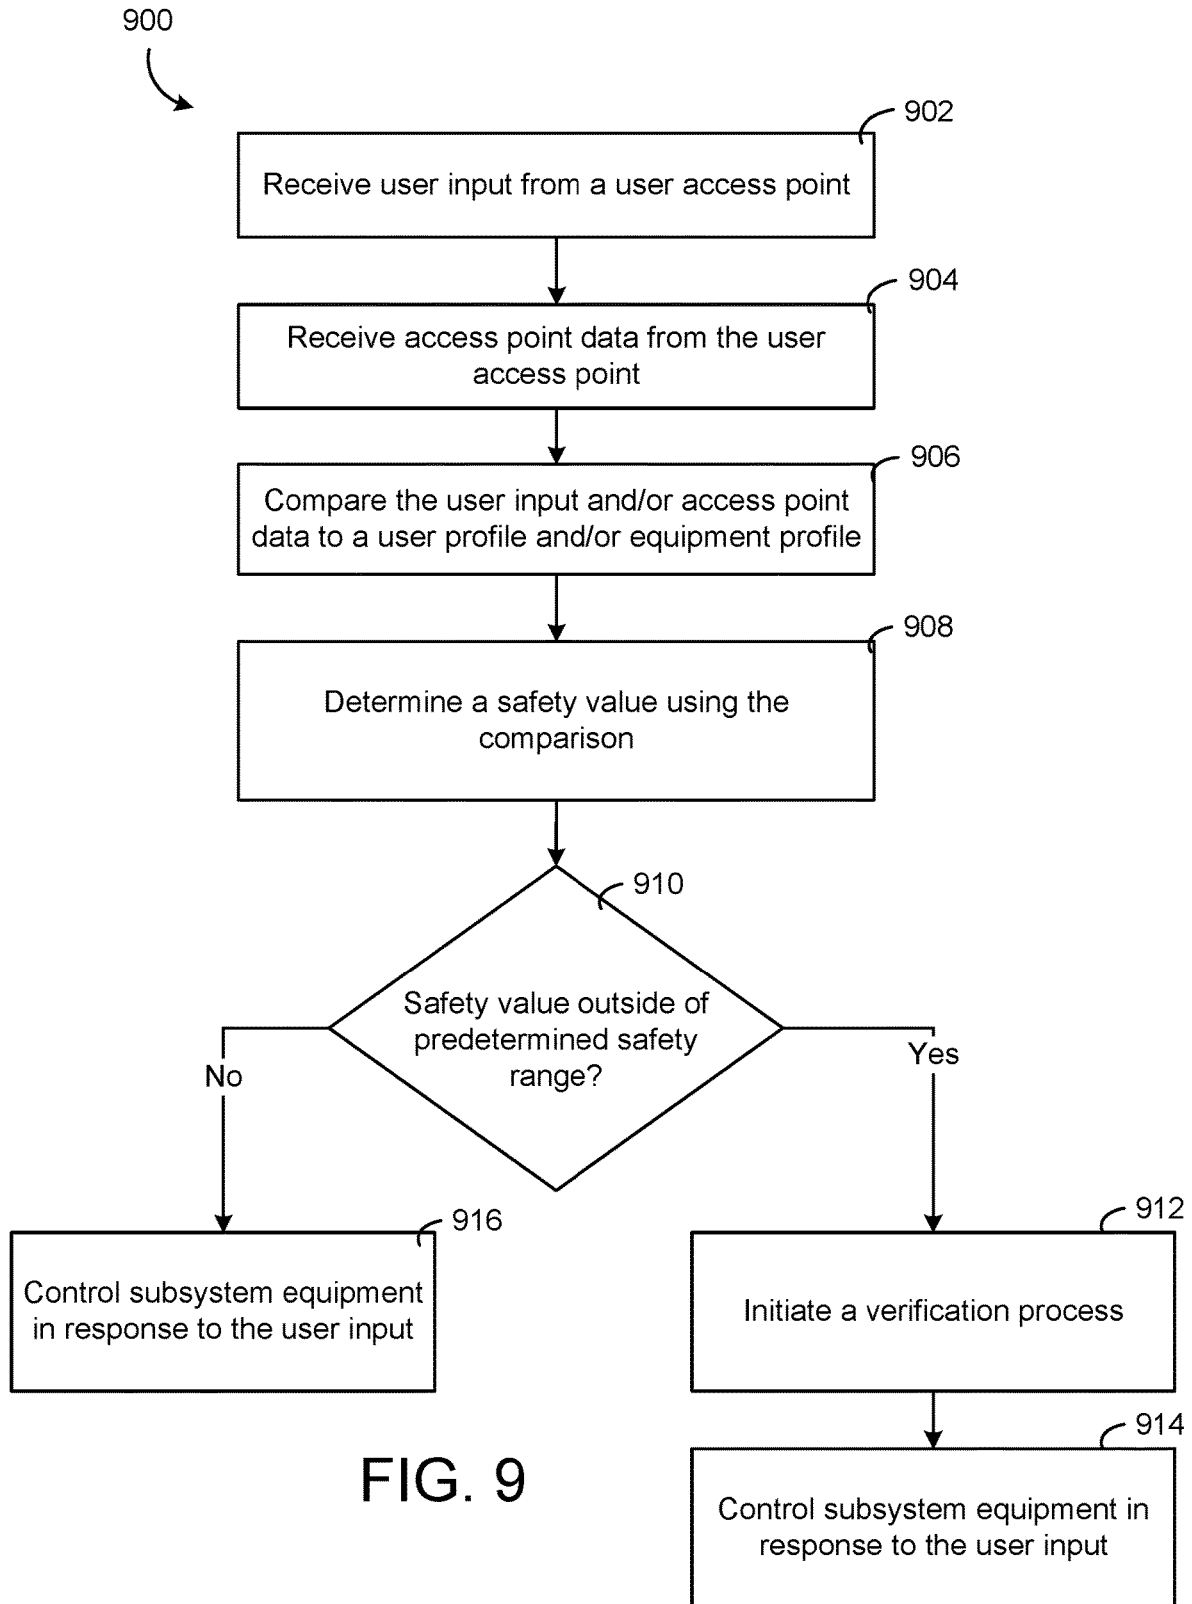 900
902
Receive user input from a user access point
904
Receive access point data from the user
access point
906
Compare the user input and/or access point
data to a user profile and/or equipment profile
908
Determine a safety value using the
comparison
910
Safety value outside of
predetermined safety
range?
No
Yes
916
Control subsystem equipment
in response to the user input
912
Initiate a verification process
914
Control subsystem equipment in
response to the user input
FIG. 9